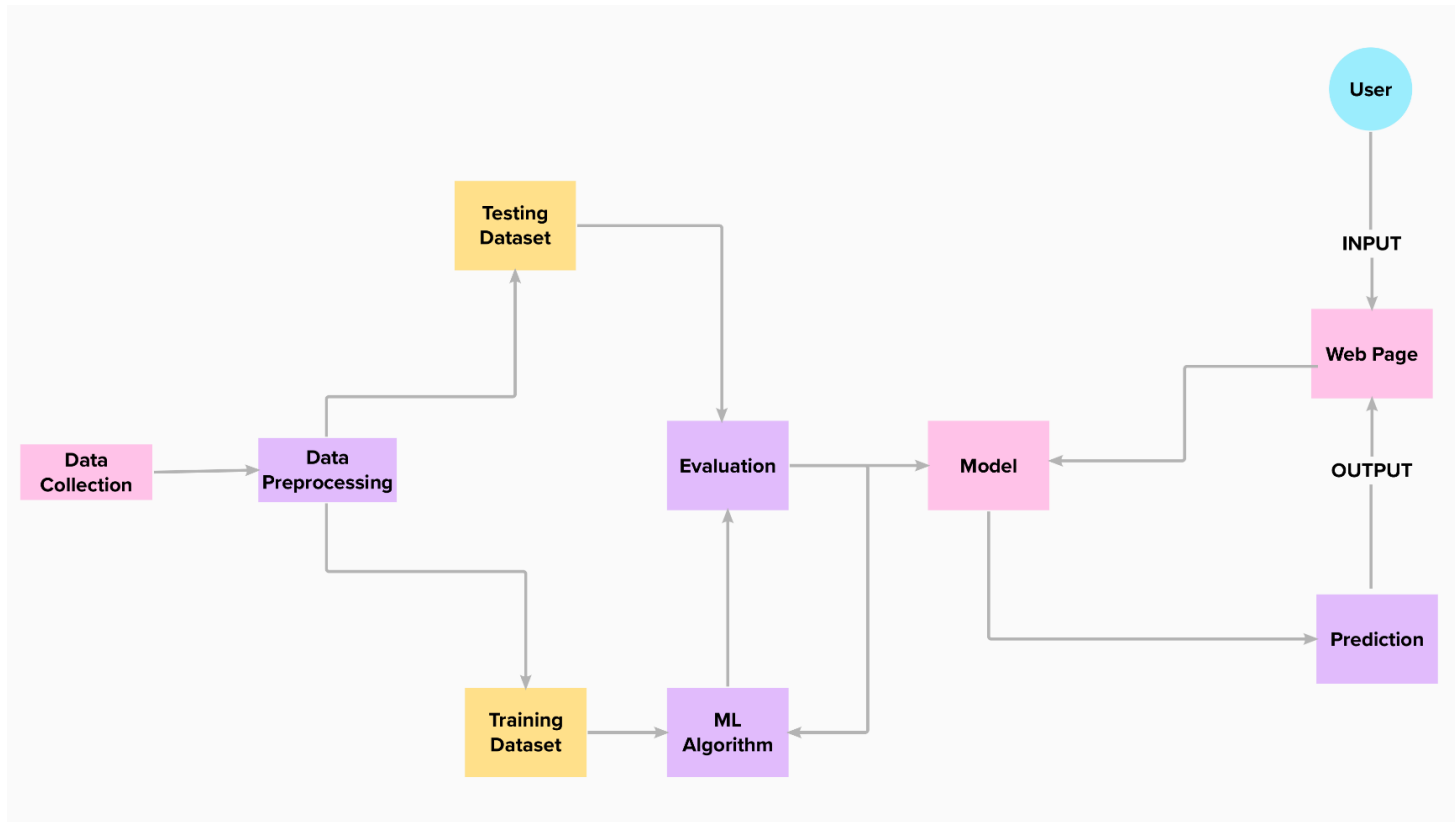 User
INPUT
Testing
Dataset
Web Page
Data
Collection
Data
Preprocessing
Evaluation
Model
OUTPUT
Prediction
Training
Dataset
ML
Algorithm